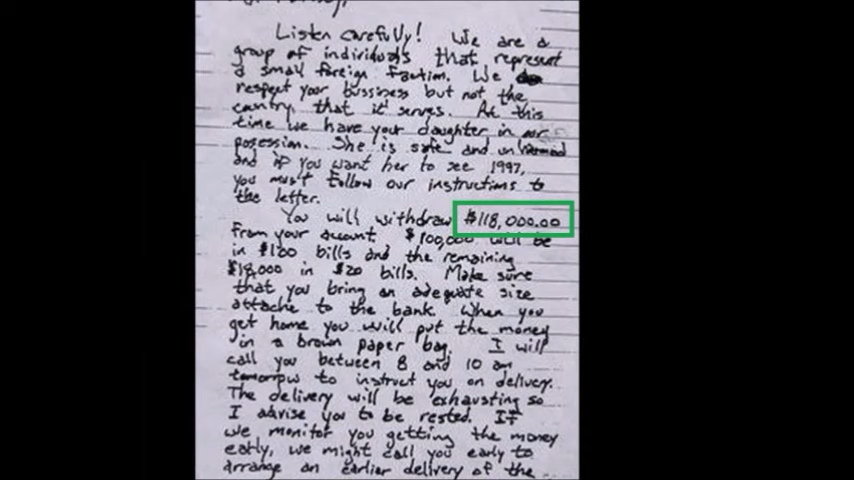 Listen carefully! We are a
group of individuals that represent
a small foreign faction. We
respect your bussiness but not the
country that it serves. At this
time we have your daughter in our
posession. She is safe and unharmed
and if you want her to see 1997,
you must follow our instructions to
the letter.
You will withdraw $118,000.00
from your account. $100,000 will be
in $100 bills and the remaining
$18,000 in $20 bills. Make sure
that you bring an adequate size
attache to the bank. When you
get home you will put the money
in a brown paper bag. I will
call you between 8 and 10 am
tomorrow to instruct you on delivery.
The delivery will be exhausting so
I advise you to be rested. If
we monitor you getting the money
early, we might call you early to
arrange an earlier delivery of the